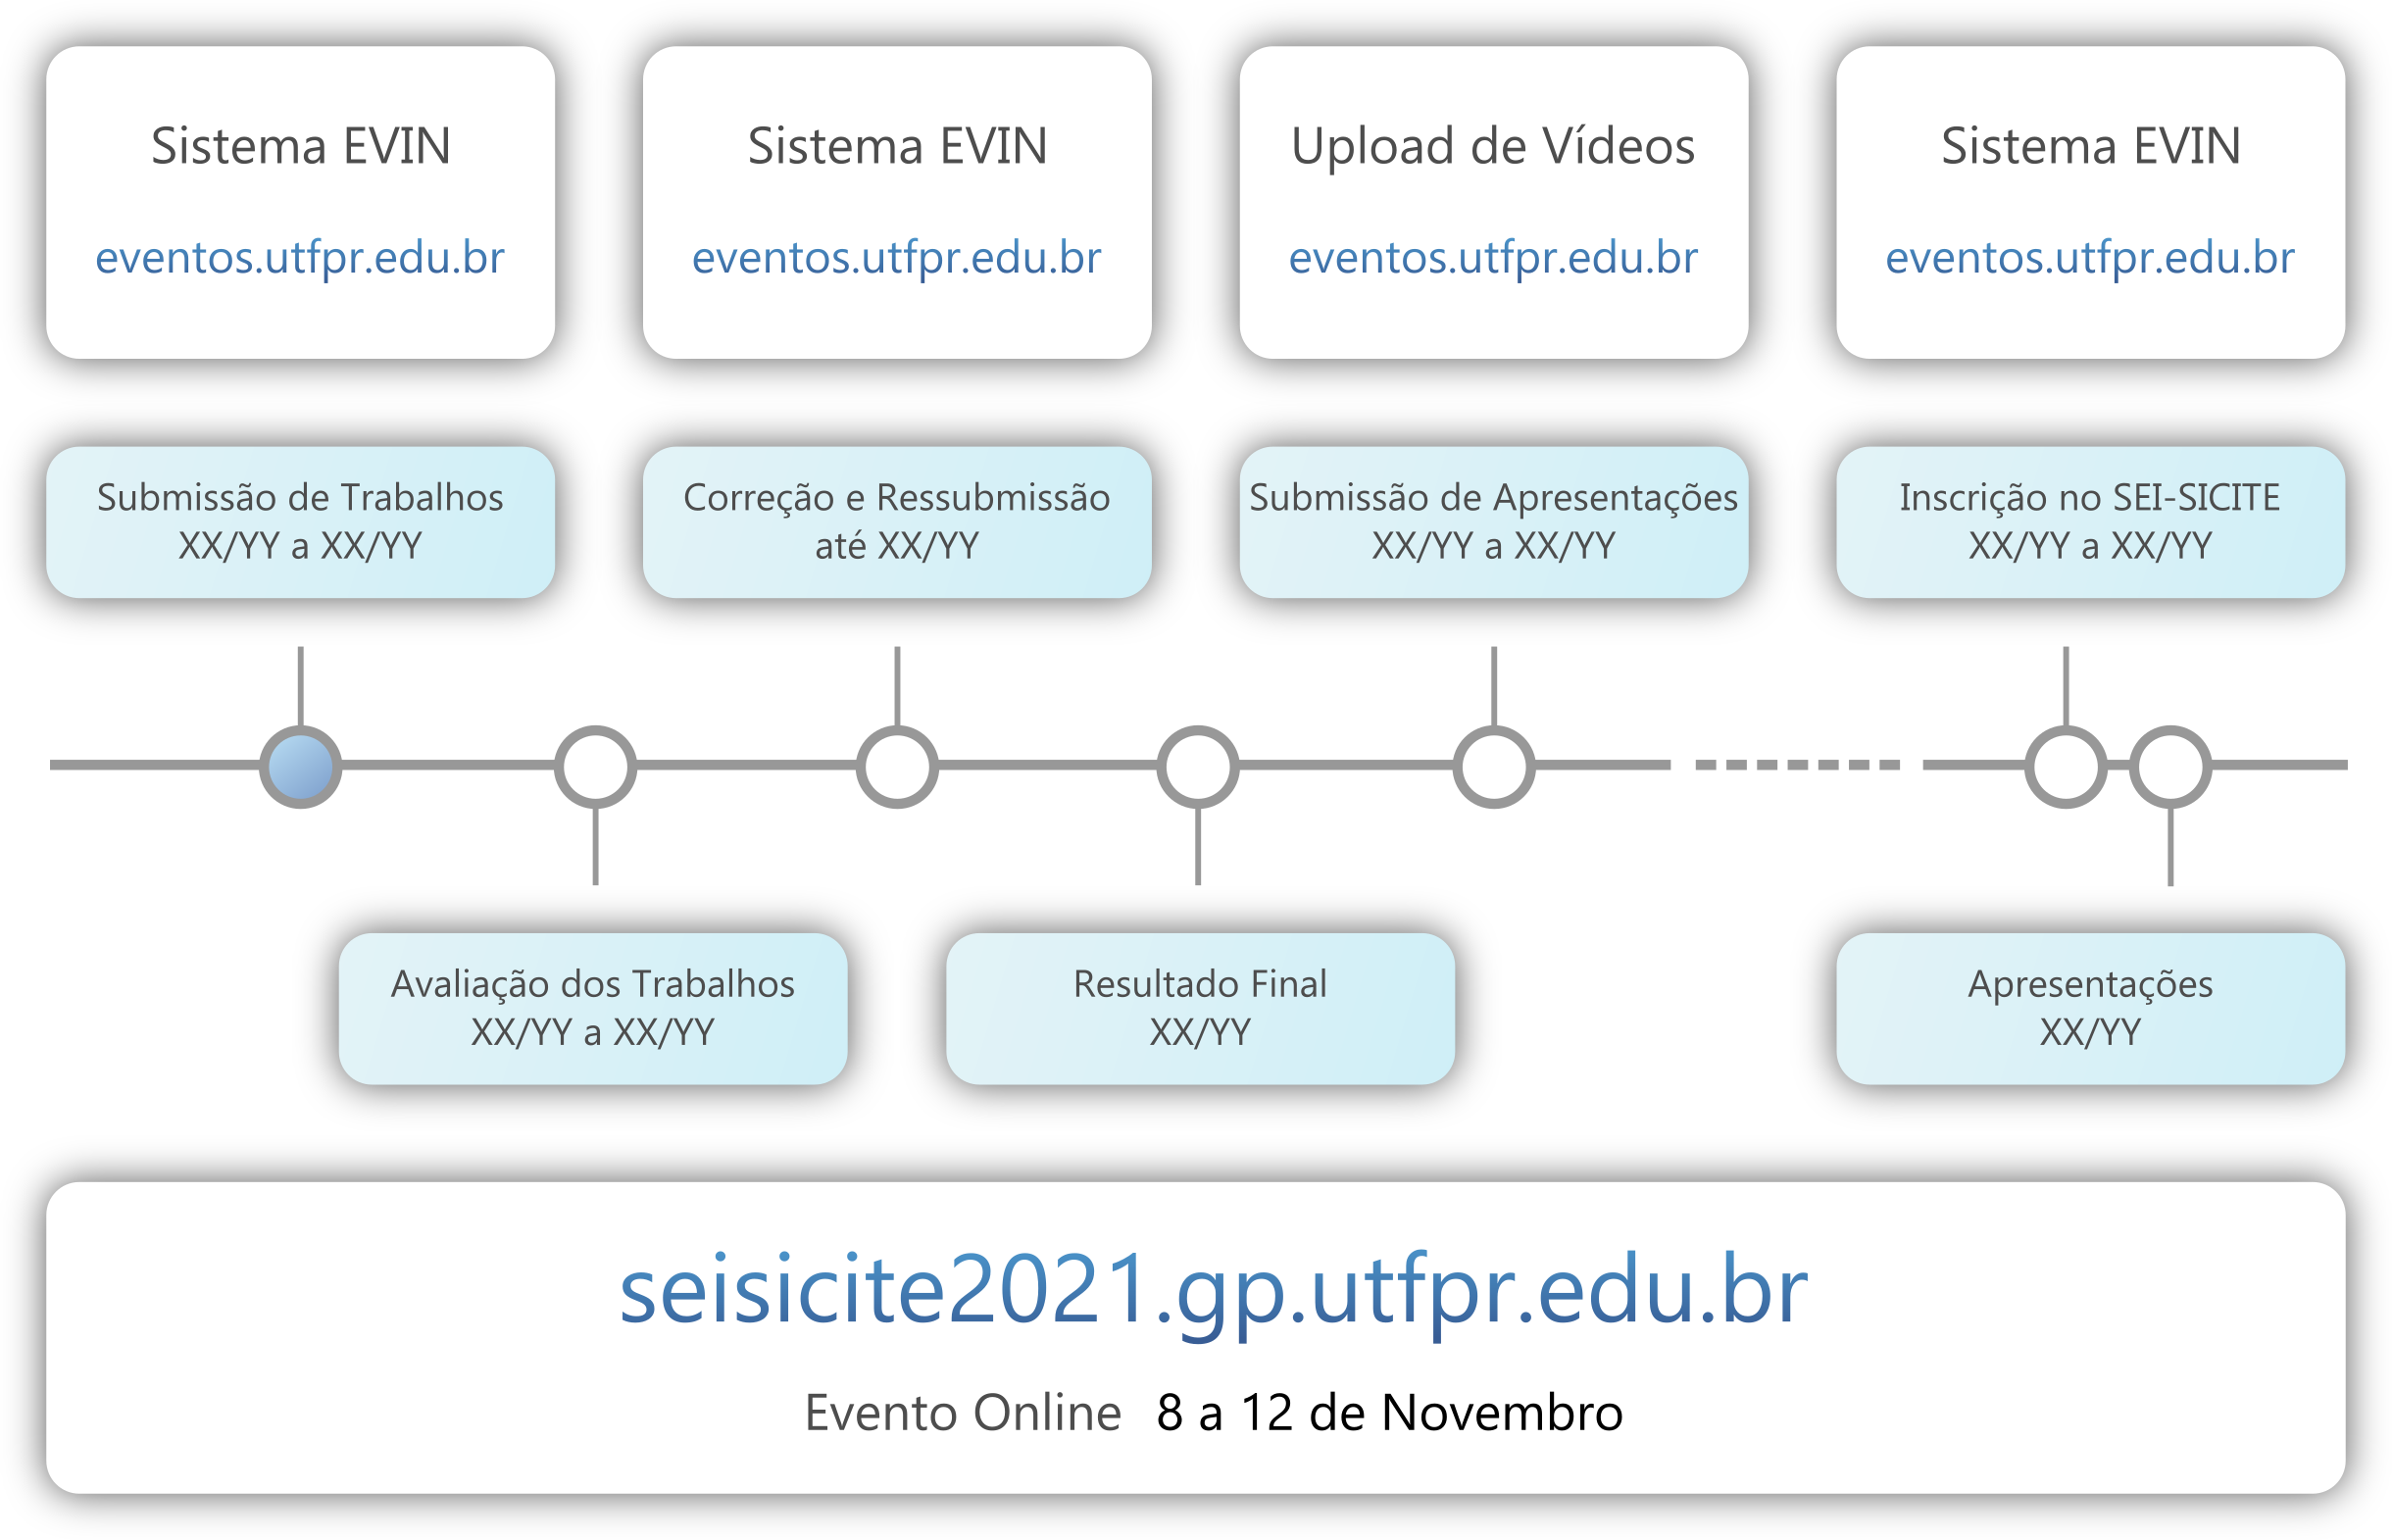 Sistema EVIN
eventos.utfpr.edu.br
Sistema EVIN
eventos.utfpr.edu.br
Upload de Vídeos
eventos.utfpr.edu.br
Sistema EVIN
eventos.utfpr.edu.br
Submissão de Trabalhos
XX/YY a XX/YY
Correção e Ressubmissão
até XX/YY
Submissão de Apresentações
XX/YY a XX/YY
Inscrição no SEI-SICITE
XX/YY a XX/YY
Avaliação dos Trabalhos
XX/YY a XX/YY
Resultado Final
XX/YY
Apresentações
XX/YY
seisicite2021.gp.utfpr.edu.br
Evento Online 8 a 12 de Novembro